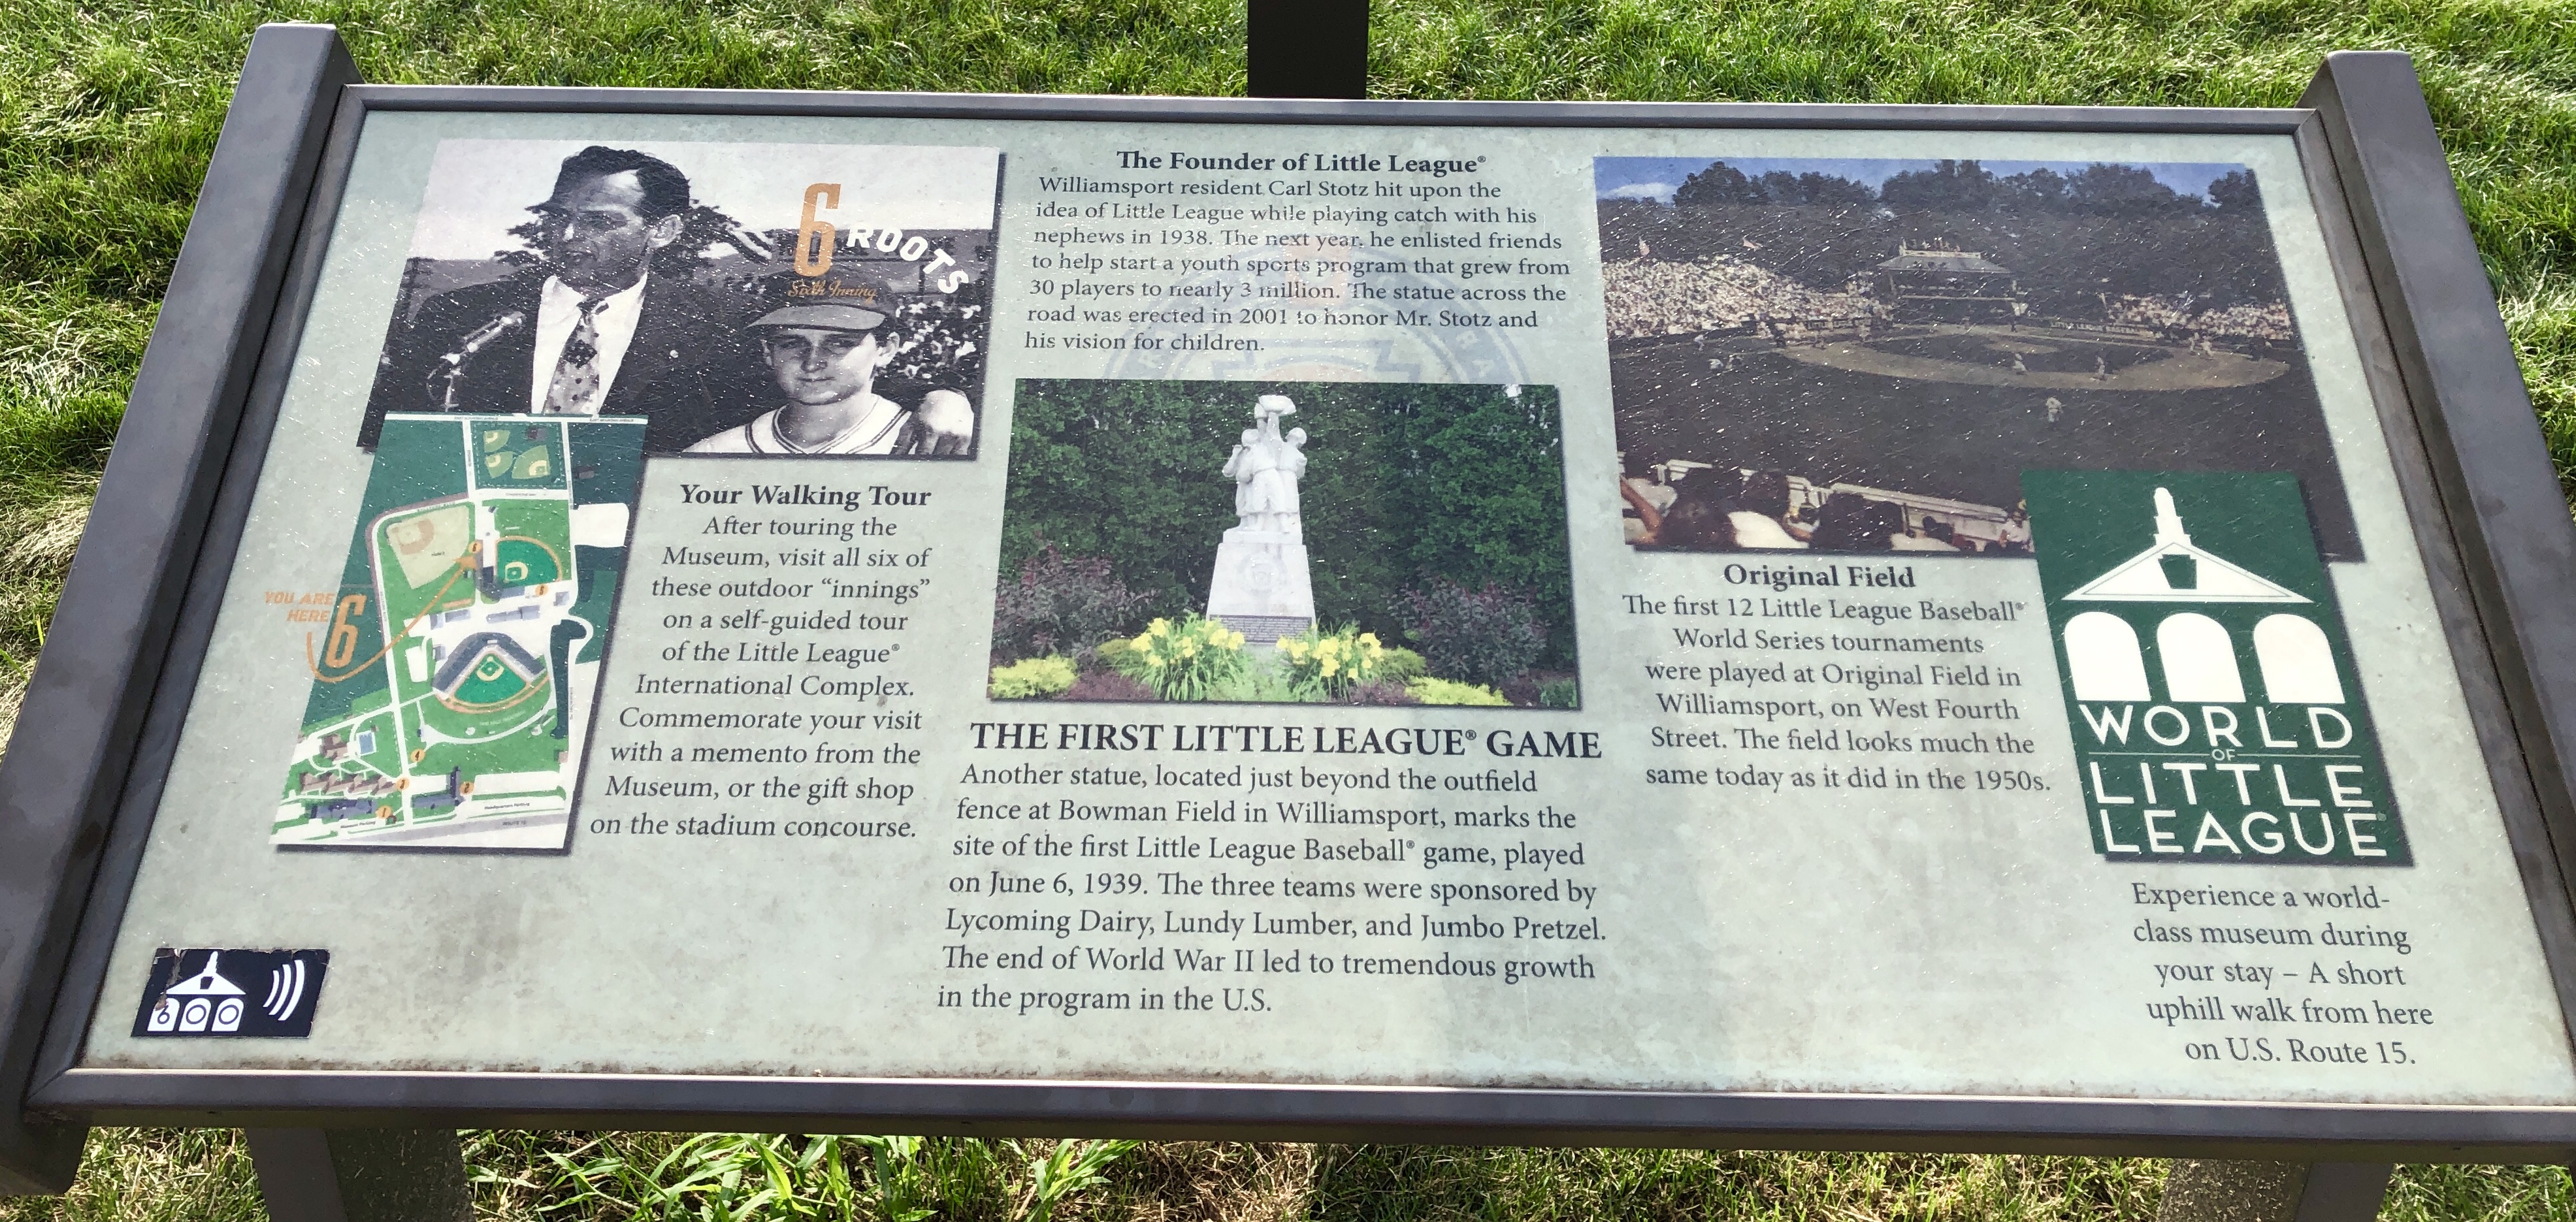 6
ROOTS
Sixth Inning
YOU ARE
HERE
6
Your Walking Tour
After touring the
Museum, visit all six of
these outdoor “innings”
on a self-guided tour
of the Little League®
International Complex.
Commemorate your visit
with a memento from the
Museum, or the gift shop
on the stadium concourse.
The Founder of Little League®
Williamsport resident Carl Stotz hit upon the
idea of Little League while playing catch with his
nephews in 1938. The next year, he enlisted friends
to help start a youth sports program that grew from
30 players to nearly 3 million. The statue across the
road was erected in 2001 to honor Mr. Stotz and
his vision for children.
THE FIRST LITTLE LEAGUE® GAME
Another statue, located just beyond the outfield
fence at Bowman Field in Williamsport, marks the
site of the first Little League Baseball® game, played
on June 6, 1939. The three teams were sponsored by
Lycoming Dairy, Lundy Lumber, and Jumbo Pretzel.
The end of World War II led to tremendous growth
in the program in the U.S.
Original Field
The first 12 Little League Baseball®
World Series tournaments
were played at Original Field in
Williamsport, on West Fourth
Street. The field looks much the
same today as it did in the 1950s.
WORLD
OF
LITTLE
LEAGUE
Experience a world-
class museum during
your stay – A short
uphill walk from here
on U.S. Route 15.
600